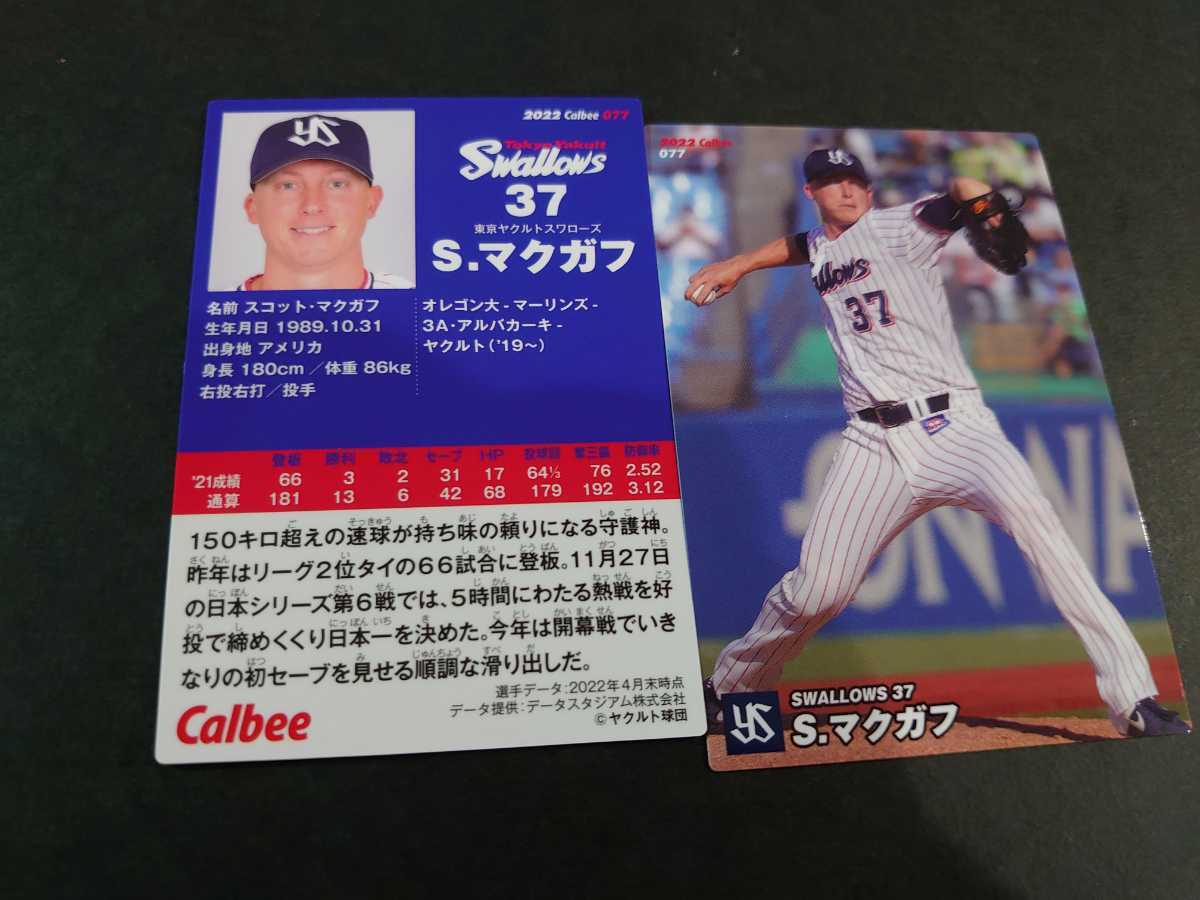 YS
2022 Calbee 077
Tokyo Yakult
Swallows
37
東京ヤクルトスワローズ
S.マクガフ
名前 スコット・マクガフ
生年月日 1989.10.31
出身地 アメリカ
身長 180cm/体重 86kg
右投右打/投手
オレゴン大 - マーリンズ -
3A・アルバカーキ -
ヤクルト('19~)
登板 勝利 敗北 セーブ HP 投球回 奪三振 防御率
'21成績 66 3 2 31 17 64⅓ 76 2.52
通算 181 13 6 42 68 179 192 3.12
150キロ超えの速球が持ち味の頼りになる守護神。
昨年はリーグ2位タイの66試合に登板。11月27日
の日本シリーズ第6戦では、5時間にわたる熱戦を好
投で締めくくり日本一を決めた。今年は開幕戦でいき
なりの初セーブを見せる順調な滑り出しだ。
選手データ:2022年4月末時点
データ提供:データスタジアム株式会社
©ヤクルト球団
Calbee
2022 Calbee
077
YS
wallows
37
YS
SWALLOWS 37
S.マクガフ